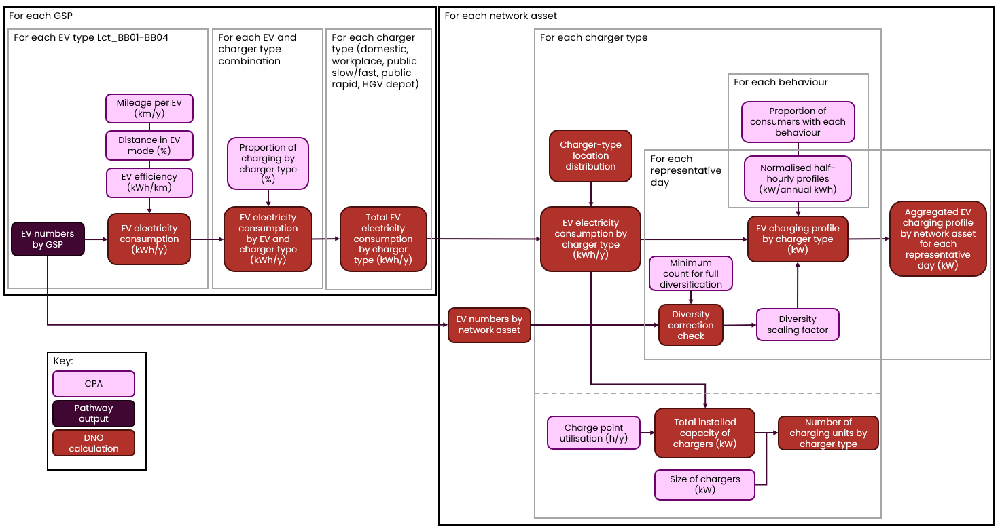 For each GSP
For each EV type Lct_BB01-BB04
Mileage per EV
(km/y)
Distance in EV
mode (%)
EV efficiency
(kWh/km)
EV numbers
by GSP
EV electricity
consumption
(kWh/y)
For each EV and
charger type
combination
Proportion of
charging by
charger type
(%)
EV electricity
consumption
by EV and
charger type
(kWh/y)
For each charger
type (domestic,
workplace, public
slow/fast, public
rapid, HGV depot)
Total EV
electricity
consumption
by charger
type (kWh/y)
For each network asset
For each charger type
For each behaviour
Proportion of
consumers with each
behaviour
Charger-type
location
distribution
For each
representative
day
Normalised half-
hourly profiles
(kW/annual kWh)
EV electricity
consumption by
charger type
(kWh/y)
EV charging profile
by charger type
(kW)
Aggregated EV
charging profile
by network asset
for each
representative
day (kW)
Minimum
count for full
diversification
EV numbers by
network asset
Diversity
correction
check
Diversity
scaling factor
Charge point
utilisation (h/y)
Total installed
capacity of
chargers (kW)
Number of
charging units by
charger type
Size of chargers
(kW)
Key:
CPA
Pathway
output
DNO
calculation